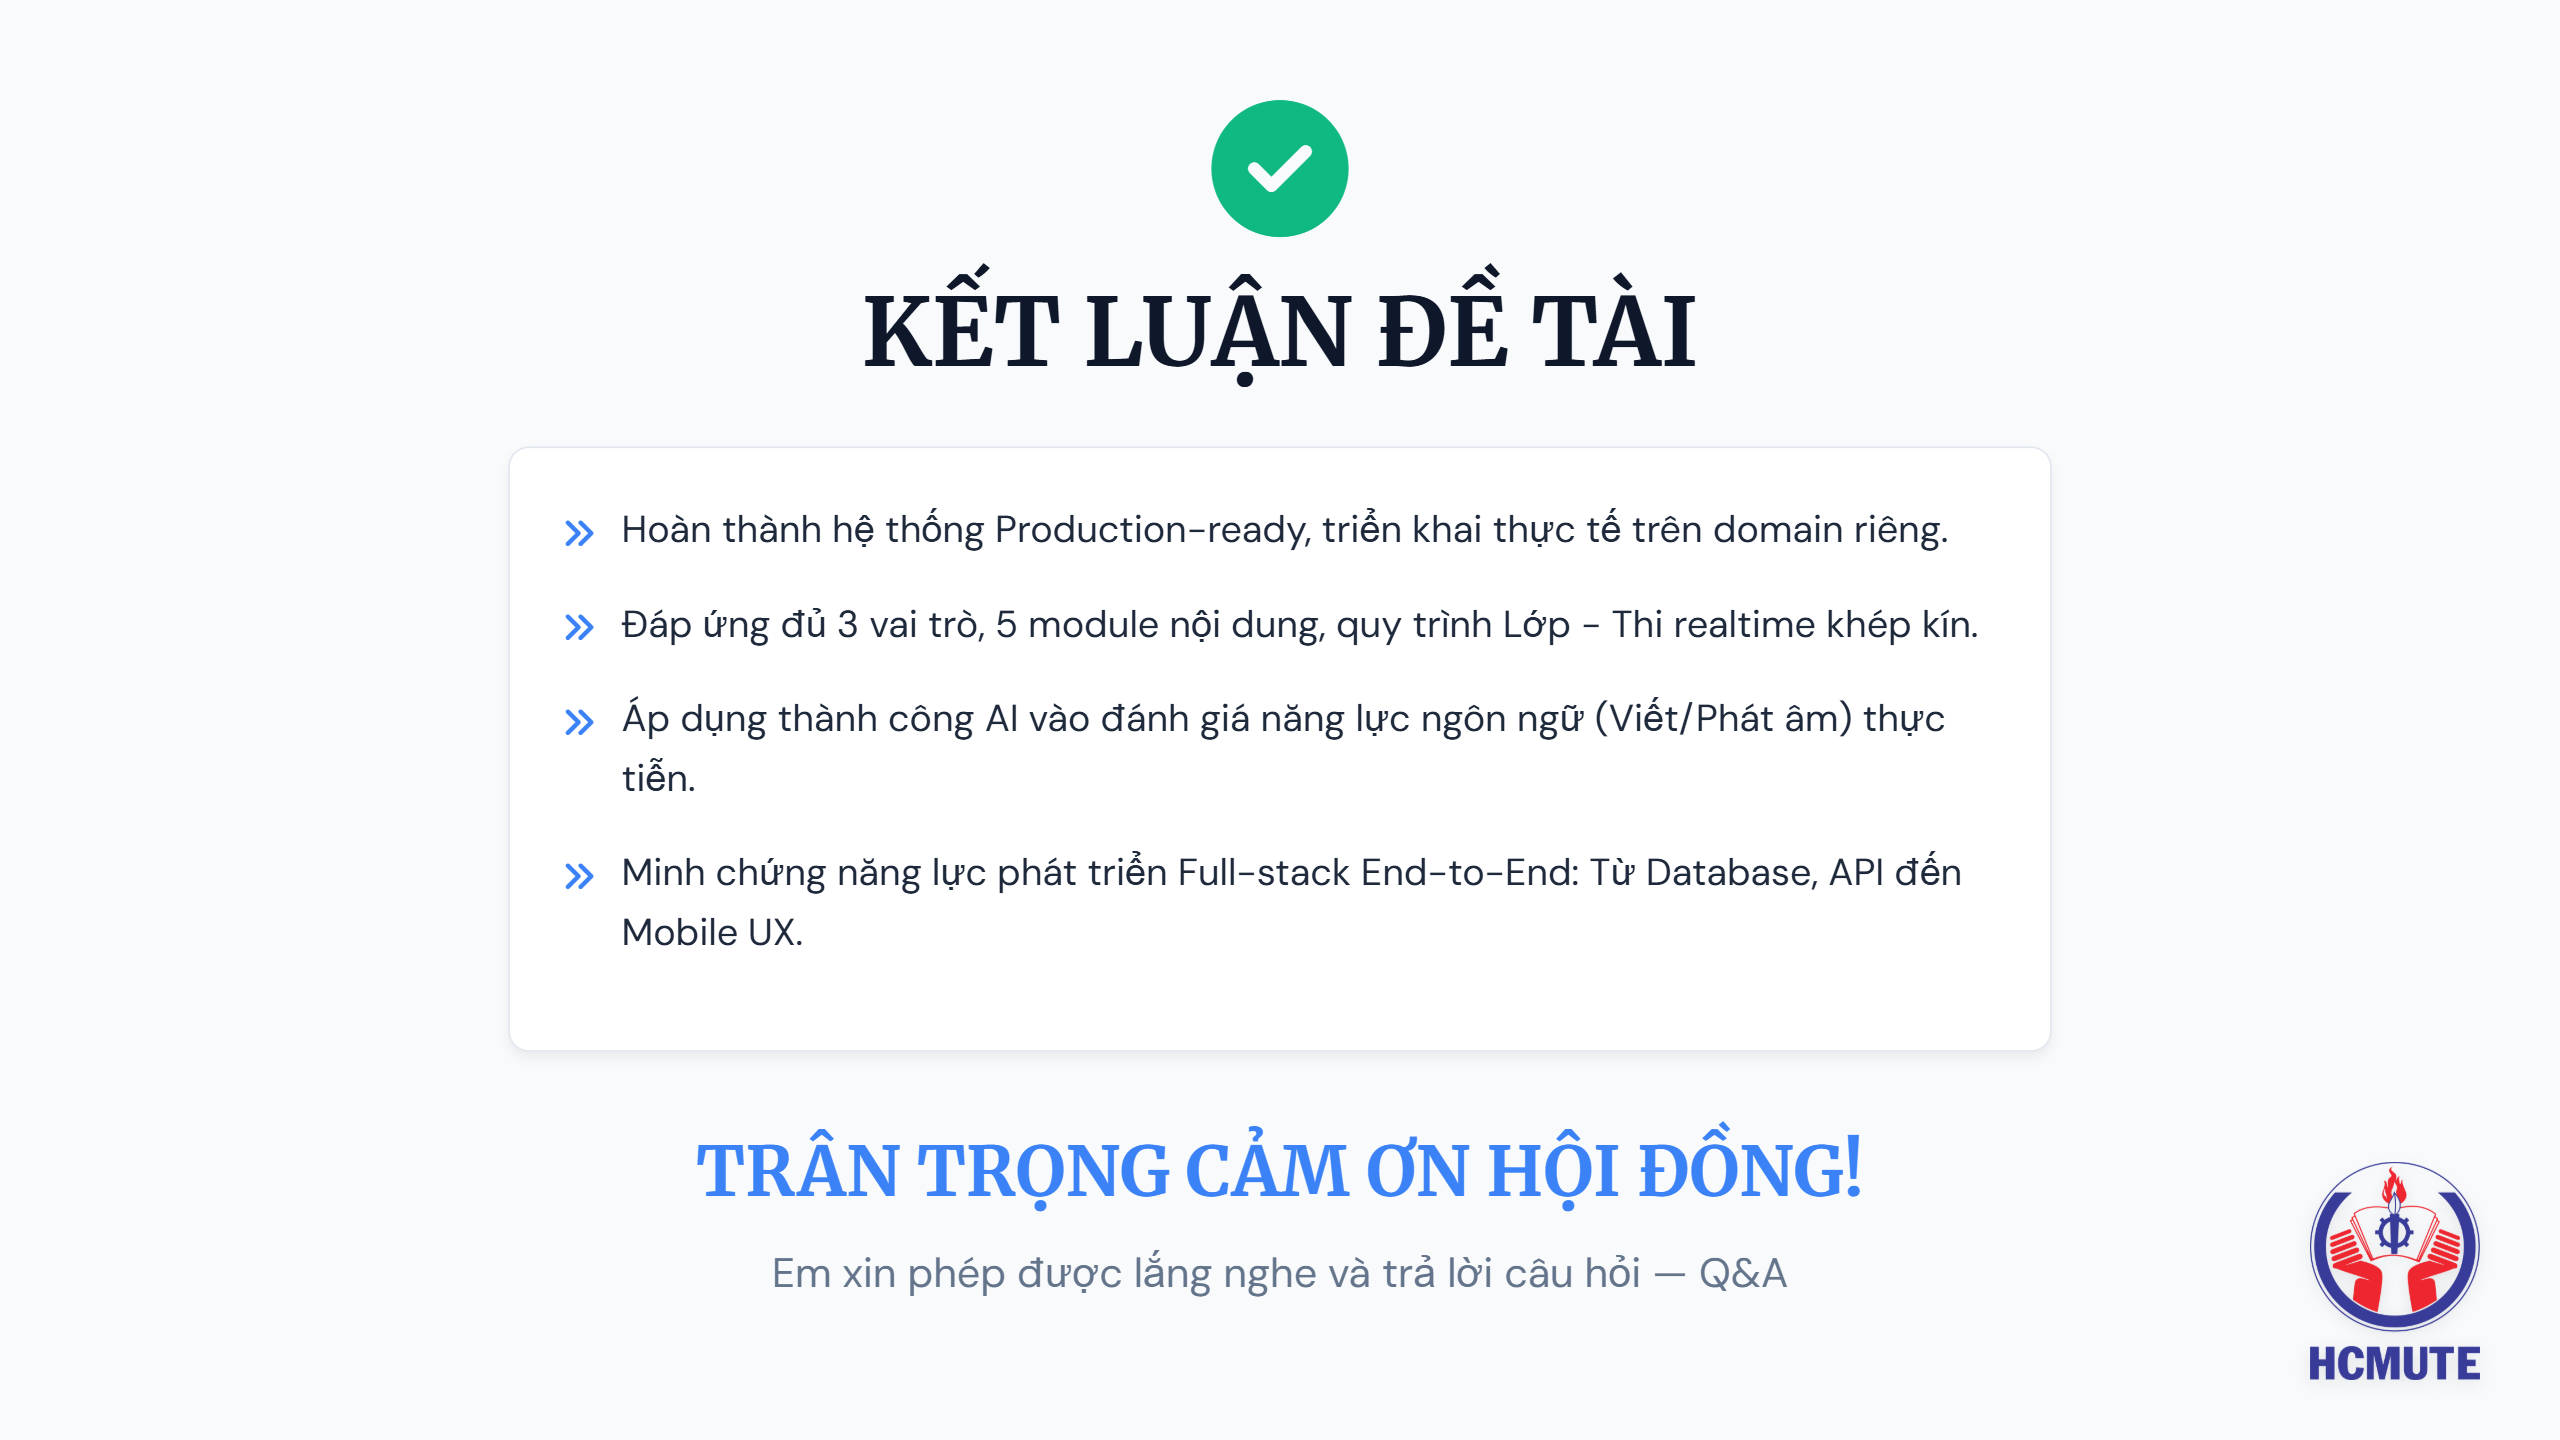 KẾT LUẬN ĐỀ TÀI
Hoàn thành hệ thống Production-ready, triển khai thực tế trên domain riêng.
Đáp ứng đủ 3 vai trò, 5 module nội dung, quy trình Lớp - Thi realtime khép kín.
Áp dụng thành công AI vào đánh giá năng lực ngôn ngữ (Viết/Phát âm) thực
tiễn.
Minh chứng năng lực phát triển Full-stack End-to-End: Từ Database, API đến
Mobile UX.
TRÂN TRỌNG CẢM ƠN HỘI ĐỒNG!
Em xin phép được lắng nghe và trả lời câu hỏi — Q&A
HCMUTE